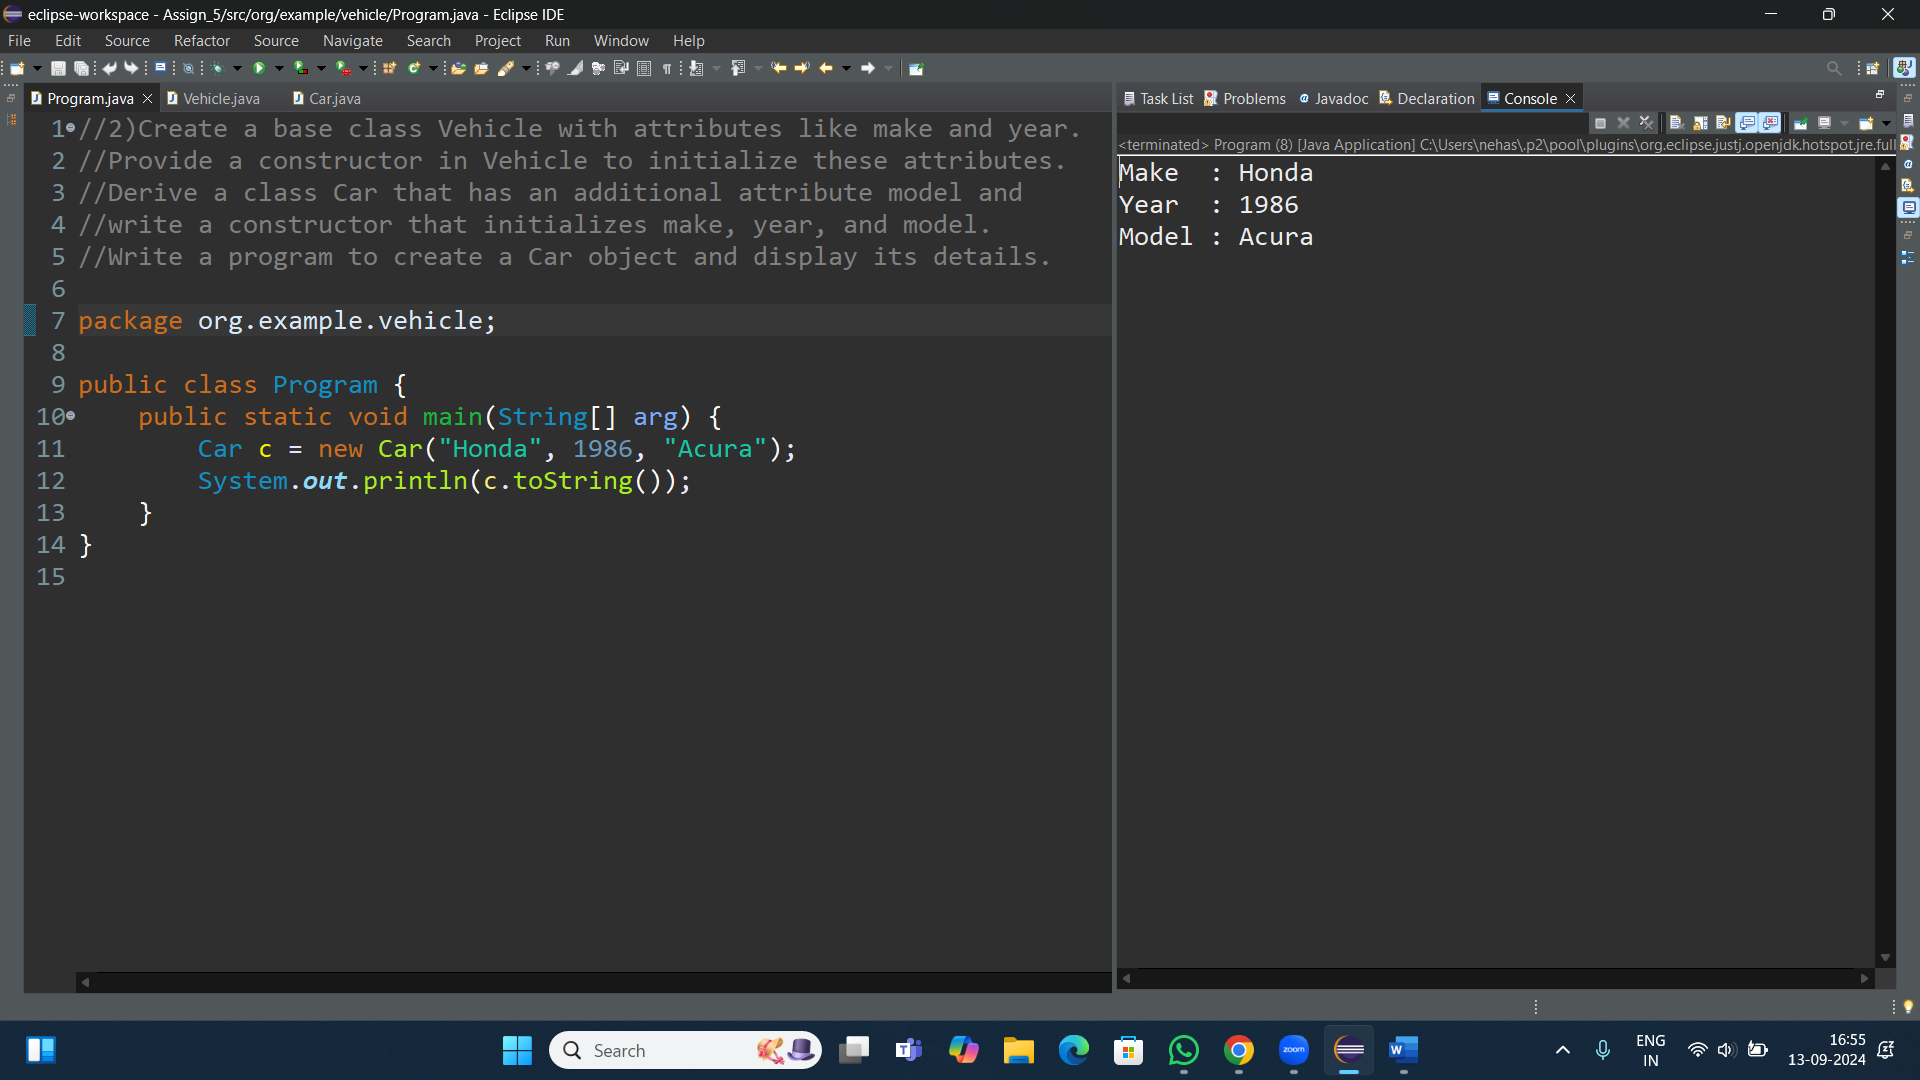 eclipse-workspace - Assign_5/src/org/example/vehicle/Program.java - Eclipse IDE
File Edit Source Refactor Source Navigate Search Project Run Window Help
Program.java Vehicle.java Car.java
1 //2)Create a base class Vehicle with attributes like make and year.
2 //Provide a constructor in Vehicle to initialize these attributes.
3 //Derive a class Car that has an additional attribute model and
4 //write a constructor that initializes make, year, and model.
5 //Write a program to create a Car object and display its details.
6
7 package org.example.vehicle;
8
9 public class Program {
10 public static void main(String[] arg) {
11 Car c = new Car("Honda", 1986, "Acura");
12 System.out.println(c.toString());
13 }
14 }
15
Task List Problems Javadoc Declaration Console
<terminated> Program (8) [Java Application] C:\Users\nehas\.p2\pool\plugins\org.eclipse.justj.openjdk.hotspot.jre.full
Make : Honda
Year : 1986
Model : Acura
Search
zoom
ENG
IN
16:55
13-09-2024